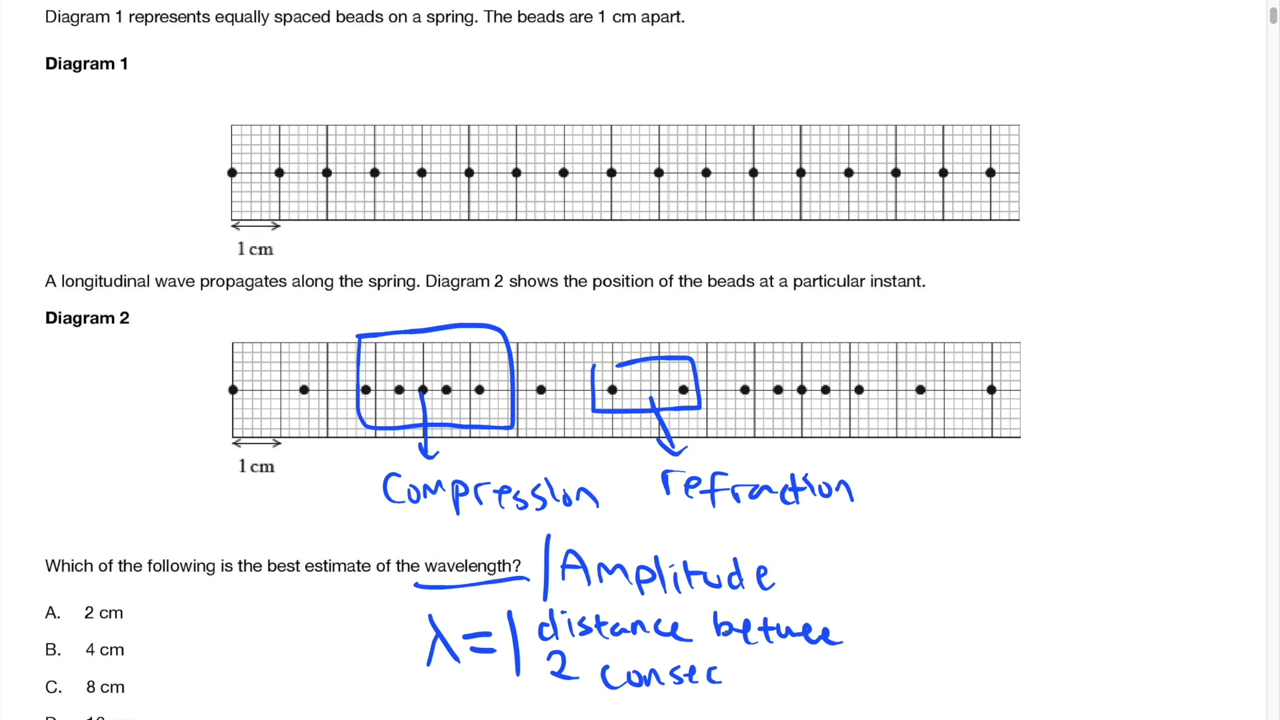 Diagram 1 represents equally spaced beads on a spring. The beads are 1 cm apart.
Diagram 1
1 cm
A longitudinal wave propagates along the spring. Diagram 2 shows the position of the beads at a particular instant.
Diagram 2
1 cm
Compression refraction
Which of the following is the best estimate of the wavelength? | Amplitude
A. 2 cm
λ = | distance betwee
B. 4 cm
2 consec
C. 8 cm